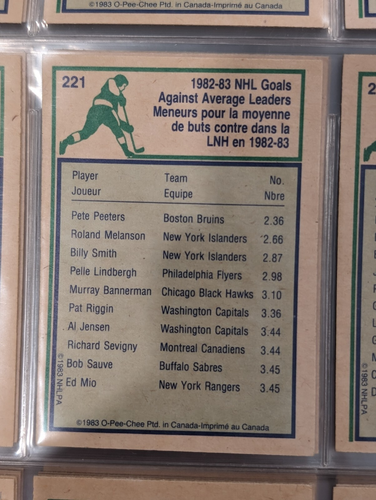 ©1983 O-Pee-Chee Ptd. in Canada-Imprimé au Canada
221
1982-83 NHL Goals
Against Average Leaders
Meneurs pour la moyenne
de buts contre dans la
LNH en 1982-83
Player Team No.
Joueur Equipe Nbre
Pete Peeters Boston Bruins 2.36
Roland Melanson New York Islanders 2.66
Billy Smith New York Islanders 2.87
Pelle Lindbergh Philadelphia Flyers 2.98
Murray Bannerman Chicago Black Hawks 3.10
Pat Riggin Washington Capitals 3.36
Al Jensen Washington Capitals 3.44
Richard Sevigny Montreal Canadiens 3.44
Bob Sauve Buffalo Sabres 3.45
Ed Mio New York Rangers 3.45
©1983 NHLPA
©1983 O-Pee-Chee Ptd. in Canada-Imprimé au Canada
©1983 NHLPA